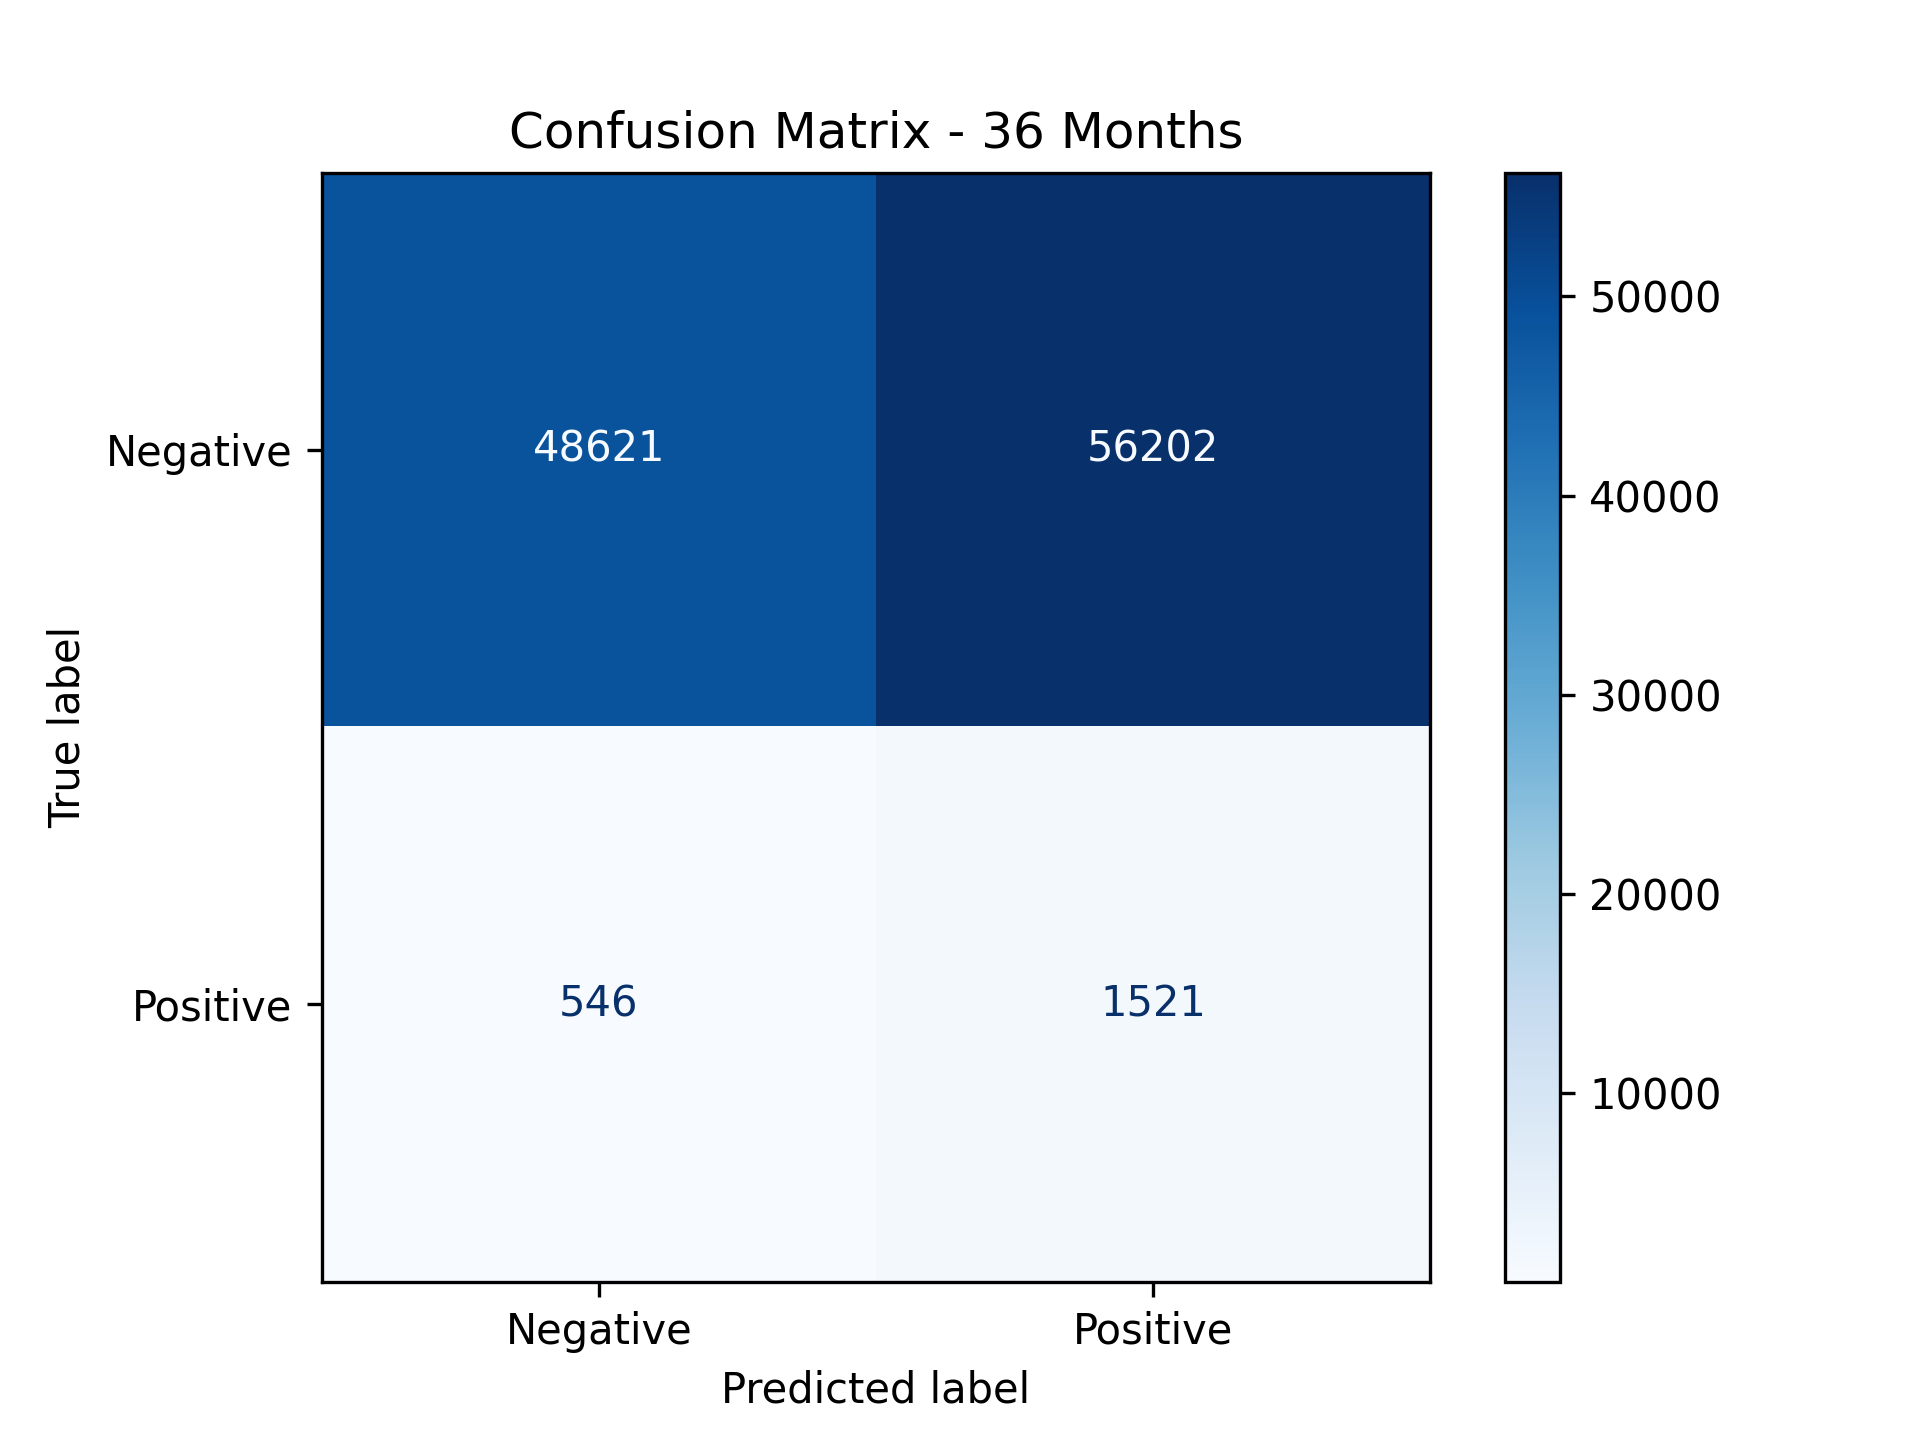 Confusion Matrix - 36 Months
True label
Negative
48621
56202
Positive
546
1521
Negative
Positive
Predicted label
50000
40000
30000
20000
10000